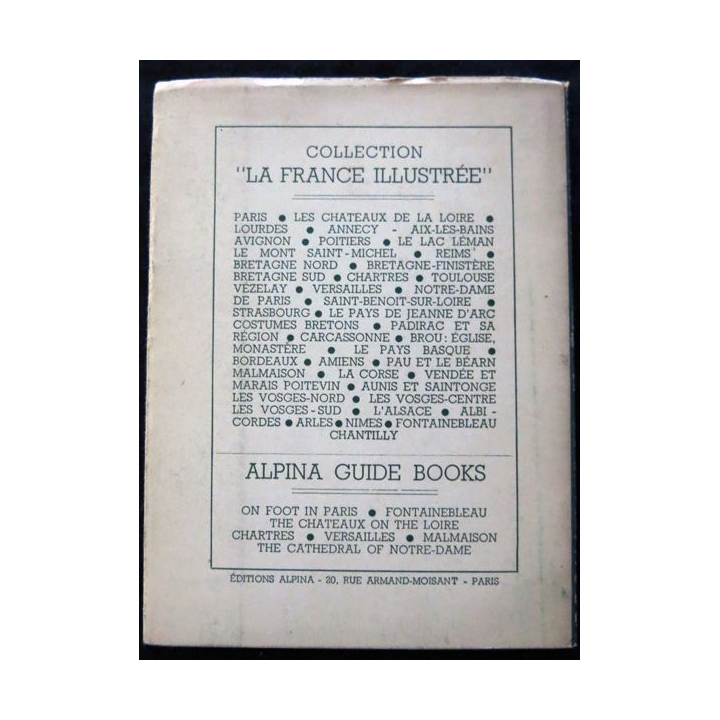 COLLECTION
"LA FRANCE ILLUSTRÉE"
PARIS ● LES CHATEAUX DE LA LOIRE ●
LOURDES ● ANNECY - AIX-LES-BAINS
AVIGNON ● POITIERS ● LE LAC LÉMAN
LE MONT SAINT-MICHEL ● REIMS ●
BRETAGNE NORD ● BRETAGNE-FINISTÈRE
BRETAGNE SUD ● CHARTRES ● TOULOUSE
VÉZELAY ● VERSAILLES ● NOTRE-DAME
DE PARIS ● SAINT-BENOIT-SUR-LOIRE ●
STRASBOURG ● LE PAYS DE JEANNE D'ARC
COSTUMES BRETONS ● PADIRAC ET SA
RÉGION ● CARCASSONNE ● BROU : ÉGLISE,
MONASTÈRE ● LE PAYS BASQUE ●
BORDEAUX ● AMIENS ● PAU ET LE BÉARN
MALMAISON ● LA CORSE ● VENDÉE ET
MARAIS POITEVIN ● AUNIS ET SAINTONGE
LES VOSGES-NORD ● LES VOSGES-CENTRE
LES VOSGES-SUD ● L'ALSACE ● ALBI -
CORDES ● ARLES ● NIMES ● FONTAINEBLEAU
CHANTILLY
ALPINA GUIDE BOOKS
ON FOOT IN PARIS ● FONTAINEBLEAU
THE CHATEAUX ON THE LOIRE
CHARTRES ● VERSAILLES ● MALMAISON
THE CATHEDRAL OF NOTRE-DAME
ÉDITIONS ALPINA - 20, RUE ARMAND-MOISANT - PARIS